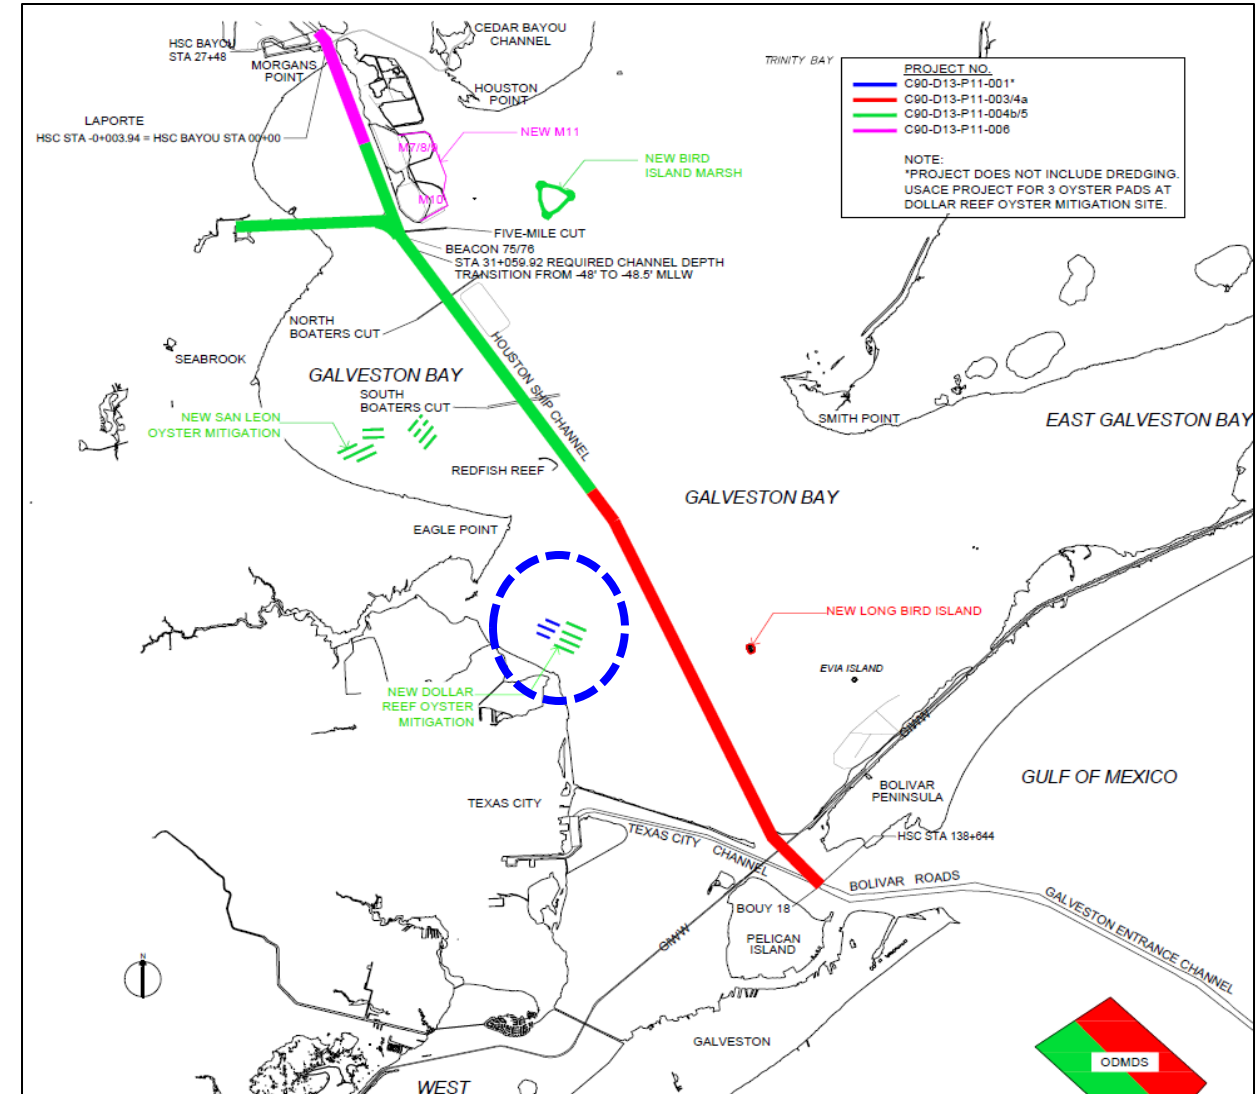 CEDAR BAYOU
CHANNEL
HSC BAYOU
STA 27+48
MORGANS
POINT
TRINITY BAY
HOUSTON
POINT
PROJECT NO.
C90-D13-P11-001*
C90-D13-P11-003/4a
C90-D13-P11-004b/5
C90-D13-P11-006
NOTE:
*PROJECT DOES NOT INCLUDE DREDGING.
USACE PROJECT FOR 3 OYSTER PADS AT
DOLLAR REEF OYSTER MITIGATION SITE.
LAPORTE
HSC STA -0+003.94 = HSC BAYOU STA 00+00
NEW M11
M7/8/9
NEW BIRD
ISLAND MARSH
M10
FIVE-MILE CUT
BEACON 75/76
STA 31+059.92 REQUIRED CHANNEL DEPTH
TRANSITION FROM -48' TO -48.5' MLLW
NORTH
BOATERS CUT
HOUSTON SHIP CHANNEL
SEABROOK
GALVESTON BAY
SOUTH
BOATERS CUT
NEW SAN LEON
OYSTER MITIGATION
SMITH POINT
EAST GALVESTON BAY
REDFISH REEF
GALVESTON BAY
EAGLE POINT
NEW LONG BIRD ISLAND
EVIA ISLAND
NEW DOLLAR
REEF OYSTER
MITIGATION
GIWW
GULF OF MEXICO
BOLIVAR
PENINSULA
TEXAS CITY
TEXAS CITY CHANNEL
HSC STA 138+644
BOLIVAR ROADS
GALVESTON ENTRANCE CHANNEL
BOUY 18
GIWW
PELICAN
ISLAND
N
GALVESTON
ODMDS
WEST